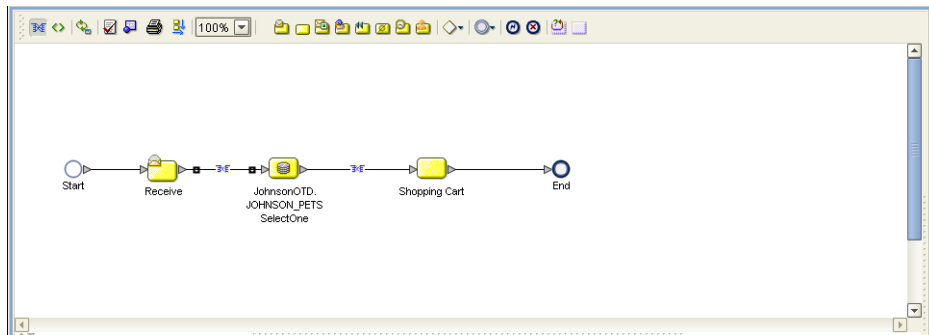 100%
Start
Receive
JohnsonOTD.
JOHNSON_PETS
SelectOne
Shopping Cart
End